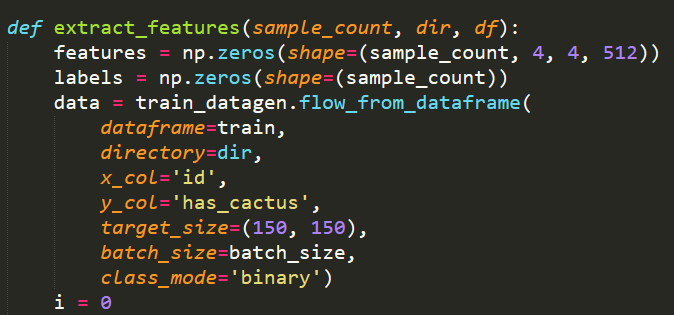 def extract_features(sample_count, dir, df):
    features = np.zeros(shape=(sample_count, 4, 4, 512))
    labels = np.zeros(shape=(sample_count))
    data = train_datagen.flow_from_dataframe(
        dataframe=train,
        directory=dir,
        x_col='id',
        y_col='has_cactus',
        target_size=(150, 150),
        batch_size=batch_size,
        class_mode='binary')
    i = 0